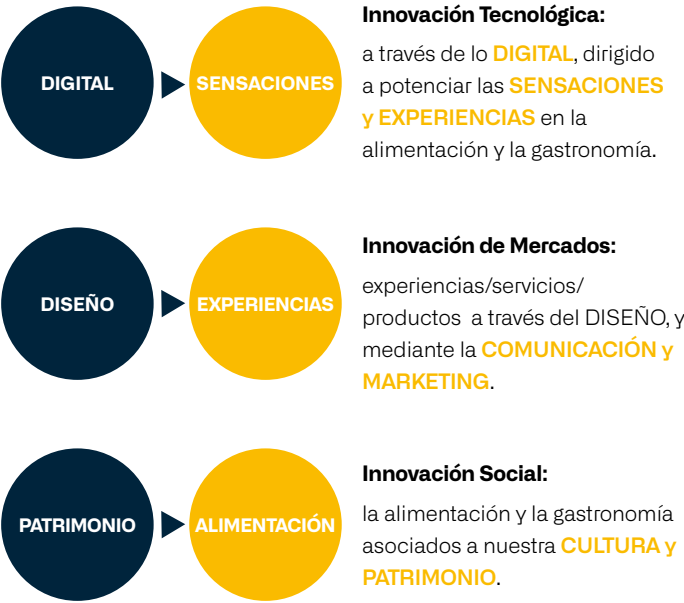 DIGITAL
SENSACIONES
Innovación Tecnológica:
a través de lo DIGITAL, dirigido
a potenciar las SENSACIONES
y EXPERIENCIAS en la
alimentación y la gastronomía.
DISEÑO
EXPERIENCIAS
Innovación de Mercados:
experiencias/servicios/
productos a través del DISEÑO, y
mediante la COMUNICACIÓN y
MARKETING.
PATRIMONIO
ALIMENTACIÓN
Innovación Social:
la alimentación y la gastronomía
asociados a nuestra CULTURA y
PATRIMONIO.